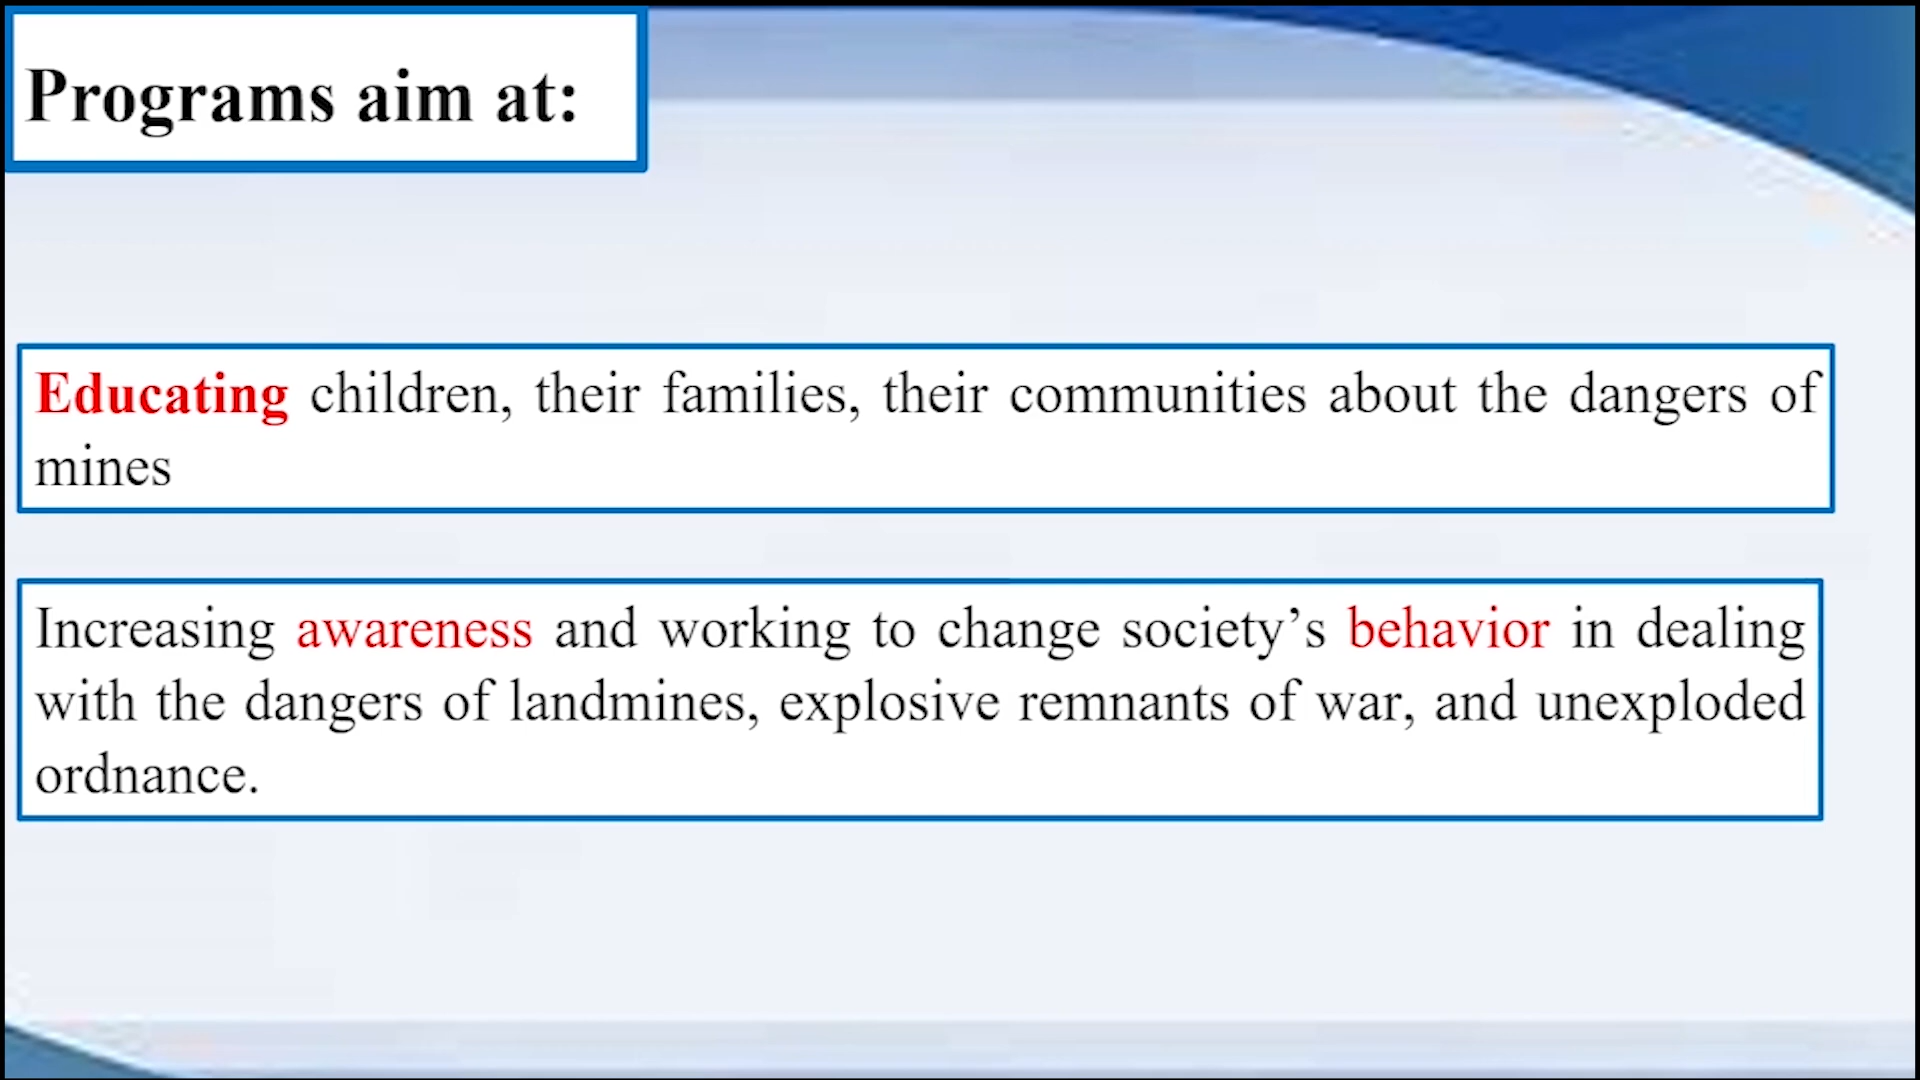 Programs aim at:
Educating children, their families, their communities about the dangers of
mines
Increasing awareness and working to change society’s behavior in dealing
with the dangers of landmines, explosive remnants of war, and unexploded
ordnance.